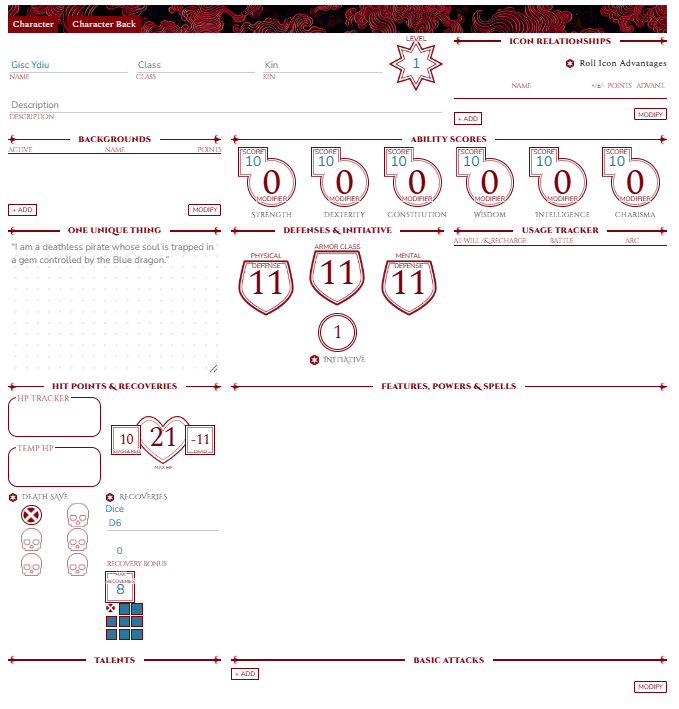 Character Character Back
Gisc Ydiu Class Kin
NAME CLASS KIN
LEVEL
1
Description
DESCRIPTION
ICON RELATIONSHIPS
Roll Icon Advantages
NAME +/±/- POINTS ADVANT.
+ ADD MODIFY
BACKGROUNDS
ACTIVE NAME POINTS
+ ADD MODIFY
ABILITY SCORES
SCORE SCORE SCORE SCORE SCORE SCORE
10 10 10 10 10 10
0 0 0 0 0 0
MODIFIER MODIFIER MODIFIER MODIFIER MODIFIER MODIFIER
STRENGTH DEXTERITY CONSTITUTION WISDOM INTELLIGENCE CHARISMA
ONE UNIQUE THING
"I am a deathless pirate whose soul is trapped in
a gem controlled by the Blue dragon."
DEFENSES & INITIATIVE
PHYSICAL DEFENSE ARMOR CLASS MENTAL DEFENSE
11 11 11
1
INITIATIVE
USAGE TRACKER
AT-WILL /& RECHARGE BATTLE ARC
HIT POINTS & RECOVERIES
HP TRACKER
TEMP HP
10 21 -11
STAGGERED MAX HP DEAD
DEATH SAVE RECOVERIES
Dice
D6
0
RECOVERY BONUS
MAX
RECOVERIES
8
FEATURES, POWERS & SPELLS
TALENTS
BASIC ATTACKS
+ ADD
MODIFY